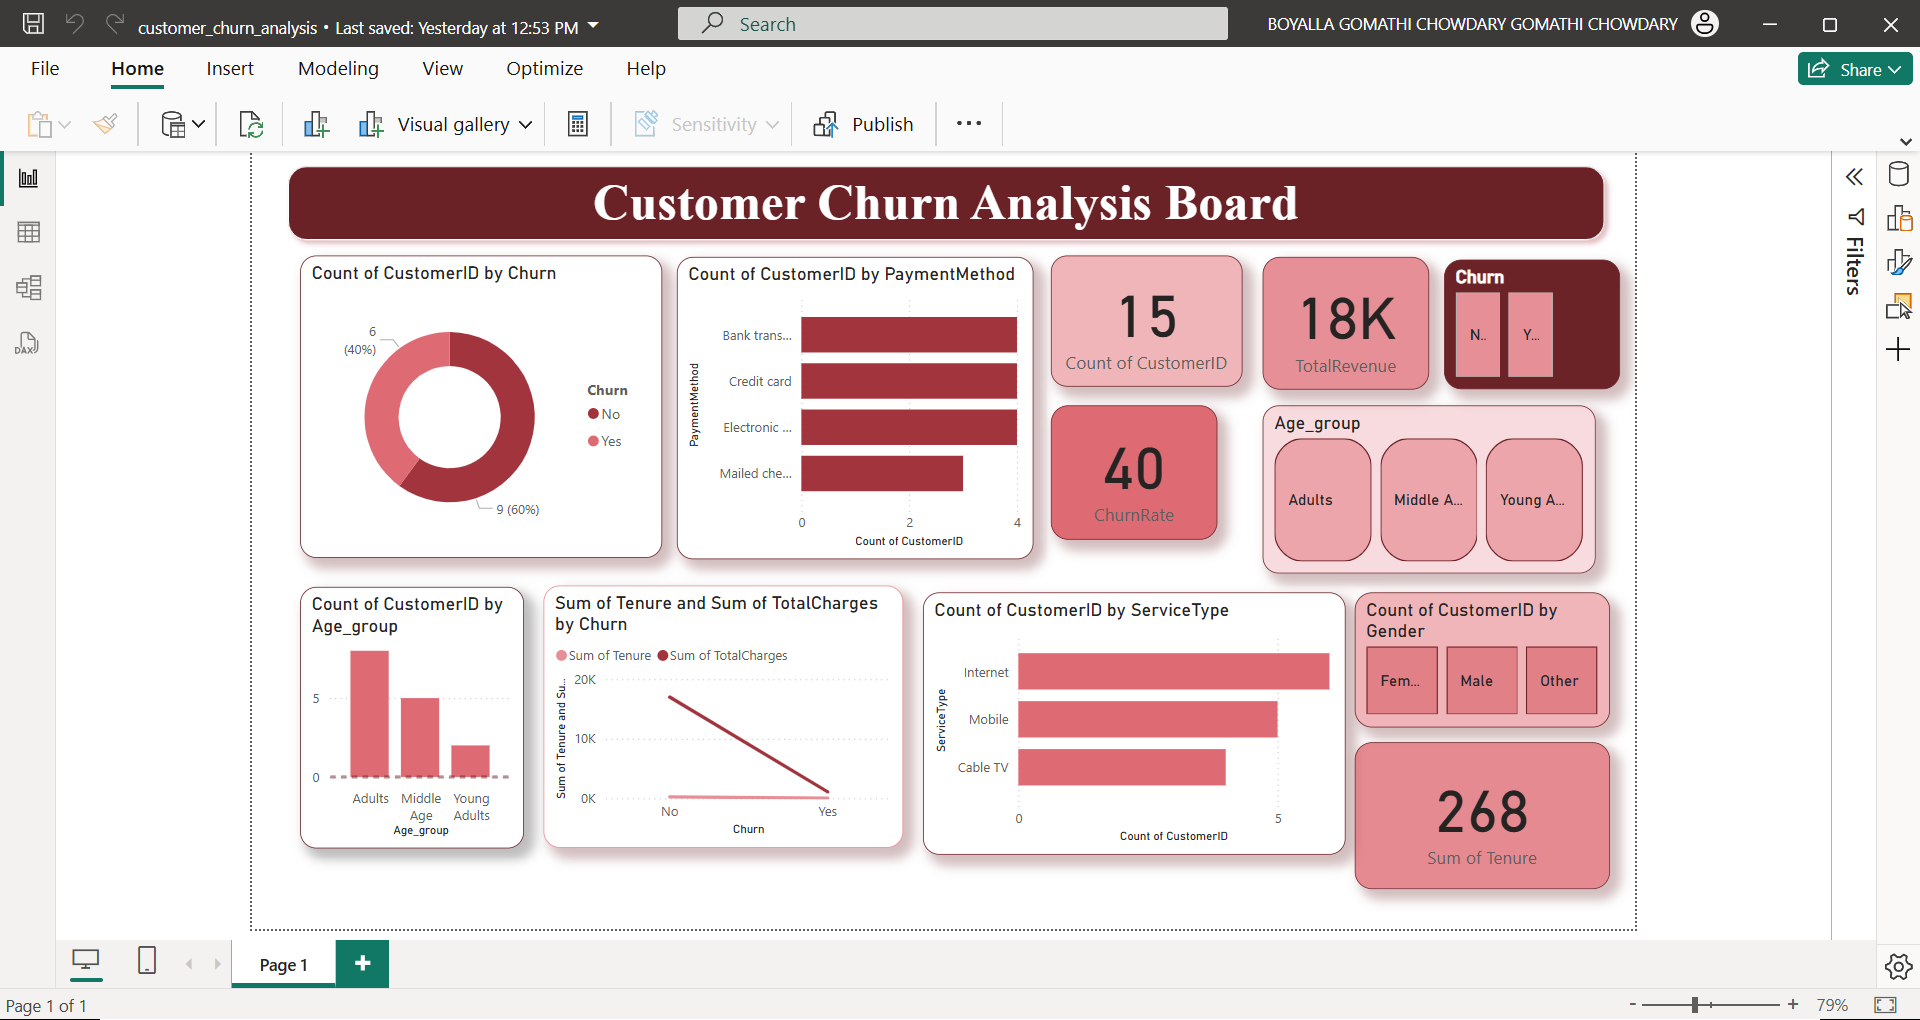 customer_churn_analysis • Last saved: Yesterday at 12:53 PM
Search
BOYALLA GOMATHI CHOWDARY GOMATHI CHOWDARY
File
Home
Insert
Modeling
View
Optimize
Help
Share
Visual gallery
Sensitivity
Publish
...
DAX
Customer Churn Analysis Board
Count of CustomerID by Churn
6
(40%)
9 (60%)
Churn
No
Yes
Count of CustomerID by PaymentMethod
PaymentMethod
Bank trans...
Credit card
Electronic ...
Mailed che...
0
2
4
Count of CustomerID
15
Count of CustomerID
18K
TotalRevenue
Churn
N..
Y...
40
ChurnRate
Age_group
Adults
Middle A...
Young A...
Filters
Count of CustomerID by
Age_group
5
0
Adults
Middle
Age
Young
Adults
Age_group
Sum of Tenure and Sum of TotalCharges
by Churn
Sum of Tenure
Sum of TotalCharges
Sum of Tenure and Su...
20K
10K
0K
No
Yes
Churn
Count of CustomerID by ServiceType
ServiceType
Internet
Mobile
Cable TV
0
5
Count of CustomerID
Count of CustomerID by
Gender
Fem...
Male
Other
268
Sum of Tenure
Page 1
+
Page 1 of 1
-
+
79%